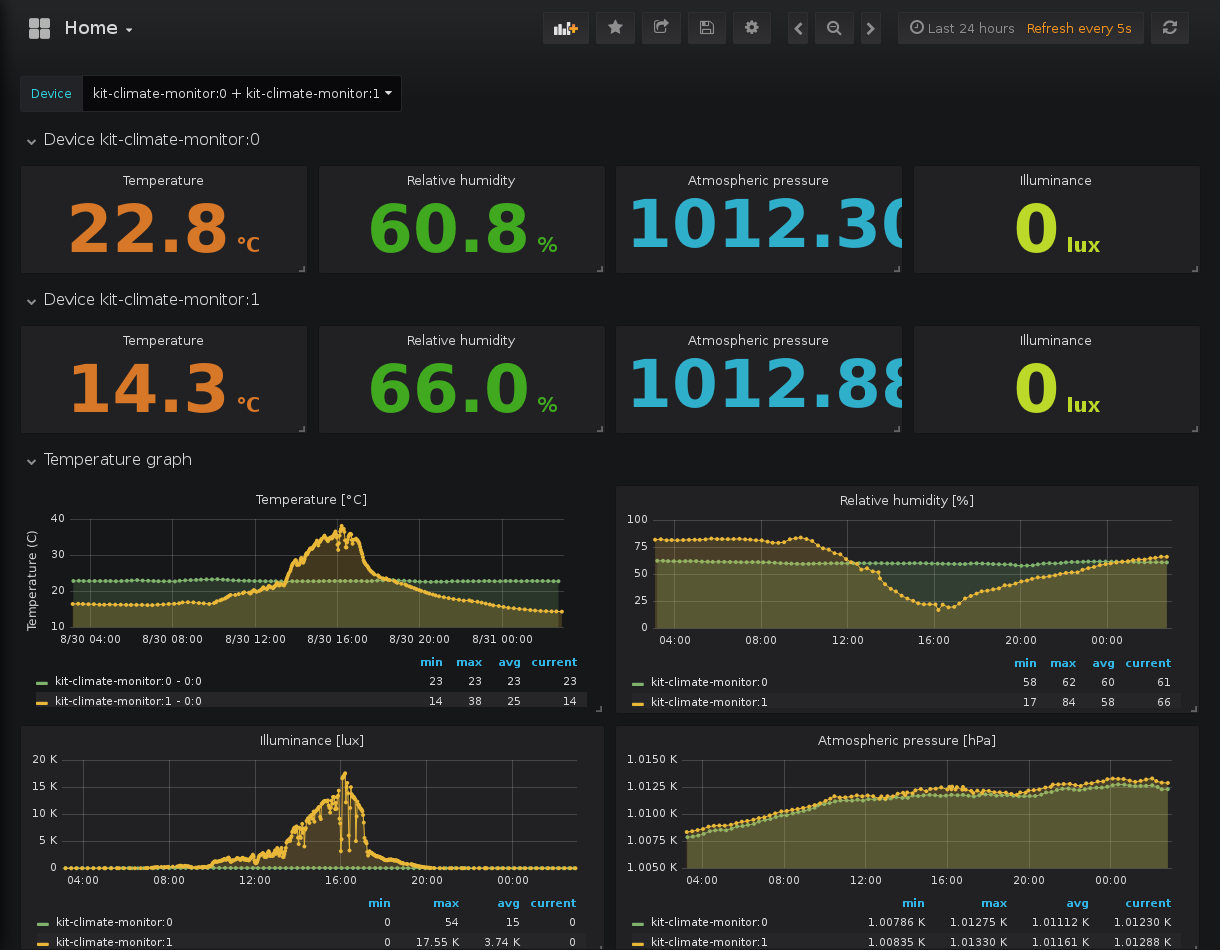 Home
Last 24 hours Refresh every 5s
Device kit-climate-monitor:0 + kit-climate-monitor:1
Device kit-climate-monitor:0
Temperature Relative humidity Atmospheric pressure Illuminance
22.8 °C 60.8 % 1012.30 0 lux
Device kit-climate-monitor:1
Temperature Relative humidity Atmospheric pressure Illuminance
14.3 °C 66.0 % 1012.88 0 lux
Temperature graph
Temperature [°C]
Temperature (C)
40
30
20
10
8/30 04:00 8/30 08:00 8/30 12:00 8/30 16:00 8/30 20:00 8/31 00:00
min max avg current
kit-climate-monitor:0 - 0:0 23 23 23 23
kit-climate-monitor:1 - 0:0 14 38 25 14
Relative humidity [%]
100
75
50
25
0
04:00 08:00 12:00 16:00 20:00 00:00
min max avg current
kit-climate-monitor:0 58 62 60 61
kit-climate-monitor:1 17 84 58 66
Illuminance [lux]
20 K
15 K
10 K
5 K
0
04:00 08:00 12:00 16:00 20:00 00:00
min max avg current
kit-climate-monitor:0 0 54 15 0
kit-climate-monitor:1 0 17.55 K 3.74 K 0
Atmospheric pressure [hPa]
1.0150 K
1.0125 K
1.0100 K
1.0075 K
1.0050 K
04:00 08:00 12:00 16:00 20:00 00:00
min max avg current
kit-climate-monitor:0 1.00786 K 1.01275 K 1.01112 K 1.01230 K
kit-climate-monitor:1 1.00835 K 1.01330 K 1.01161 K 1.01288 K